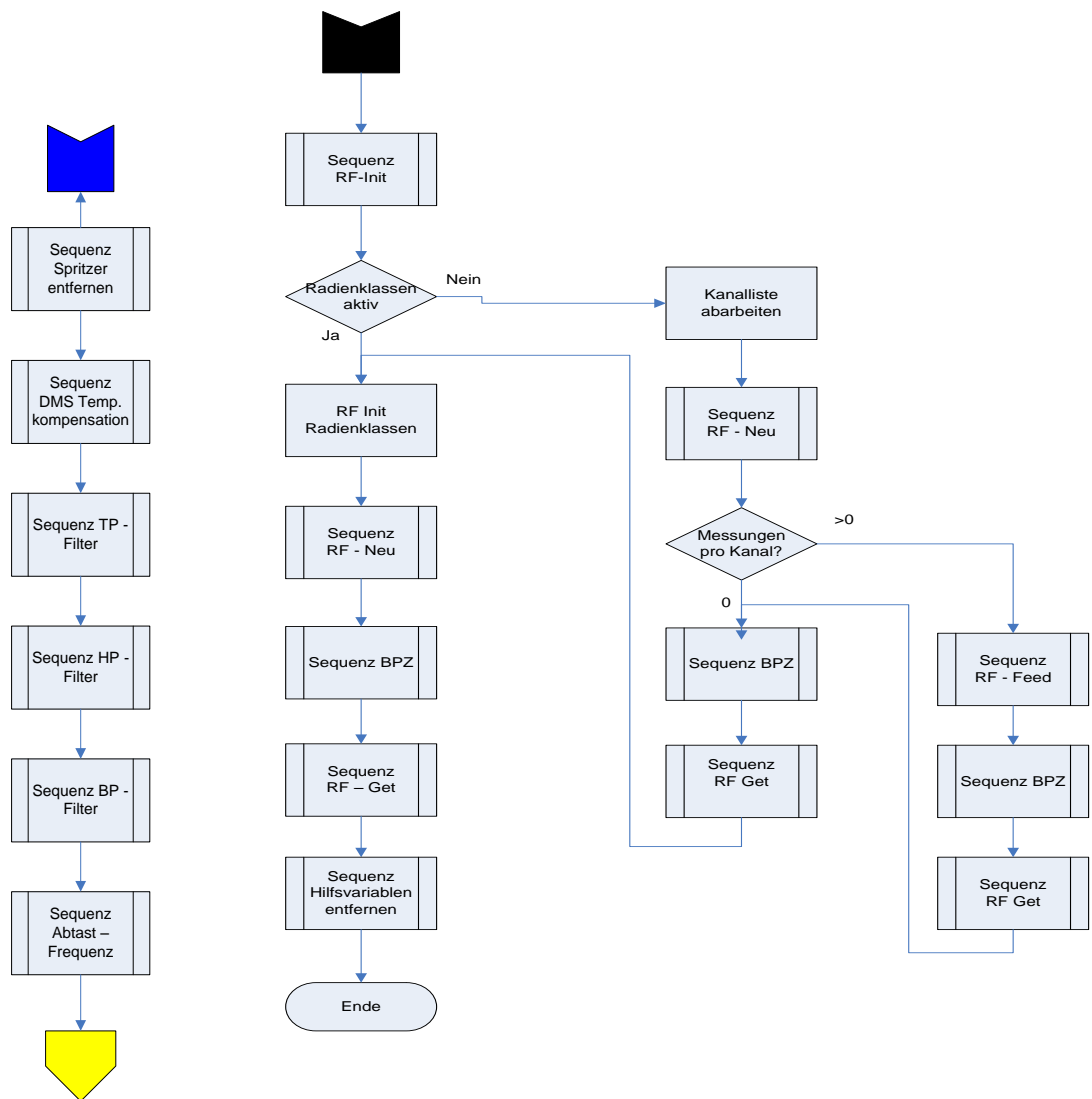 Sequenz
Spritzer
entfernen
Sequenz
DMS Temp.
kompensation
Sequenz TP -
Filter
Sequenz HP -
Filter
Sequenz BP -
Filter
Sequenz
Abtast –
Frequenz
Sequenz
RF-Init
Radienklassen
aktiv
Nein
Ja
RF Init
Radienklassen
Sequenz
RF - Neu
Sequenz BPZ
Sequenz
RF – Get
Sequenz
Hilfsvariablen
entfernen
Ende
Kanalliste
abarbeiten
Sequenz
RF - Neu
Messungen
pro Kanal?
>0
0
Sequenz BPZ
Sequenz
RF Get
Sequenz
RF - Feed
Sequenz BPZ
Sequenz
RF Get